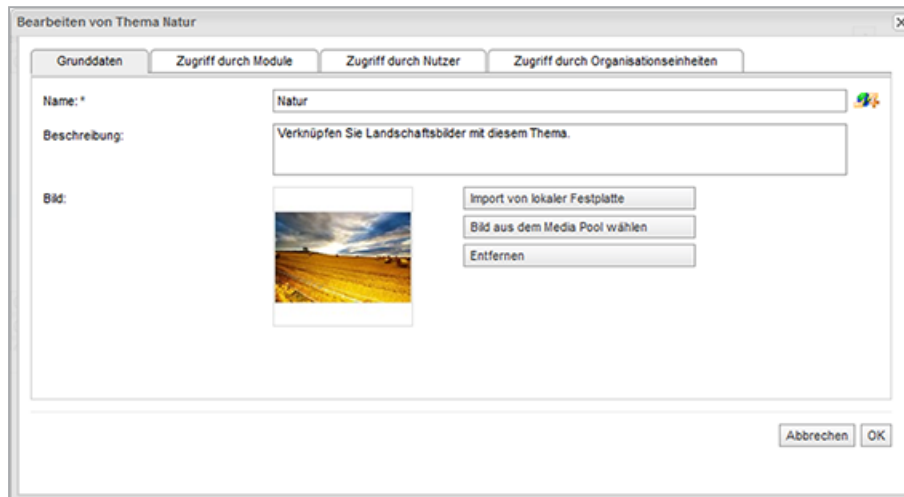 Bearbeiten von Thema Natur
Grunddaten Zugriff durch Module Zugriff durch Nutzer Zugriff durch Organisationseinheiten
Name: * Natur
Beschreibung: Verknüpfen Sie Landschaftsbilder mit diesem Thema.
Bild: Import von lokaler Festplatte
Bild aus dem Media Pool wählen
Entfernen
Abbrechen OK